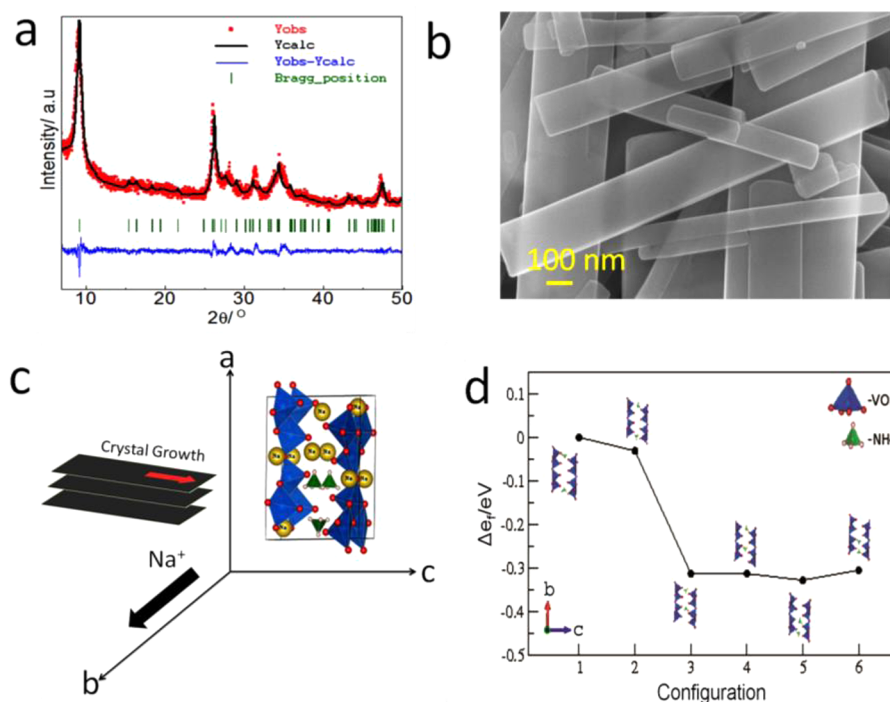 a
Yobs
Ycalc
Yobs-Ycalc
Bragg_position
Intensity/ a.u
10
20
30
40
50
2θ/ O
b
100 nm
c
a
Crystal Growth
Na+
c
b
d
0.1
0
-0.1
-0.2
-0.3
-0.4
-0.5
Δef/eV
-VO
-NH
b
c
1
2
3
4
5
6
Configuration